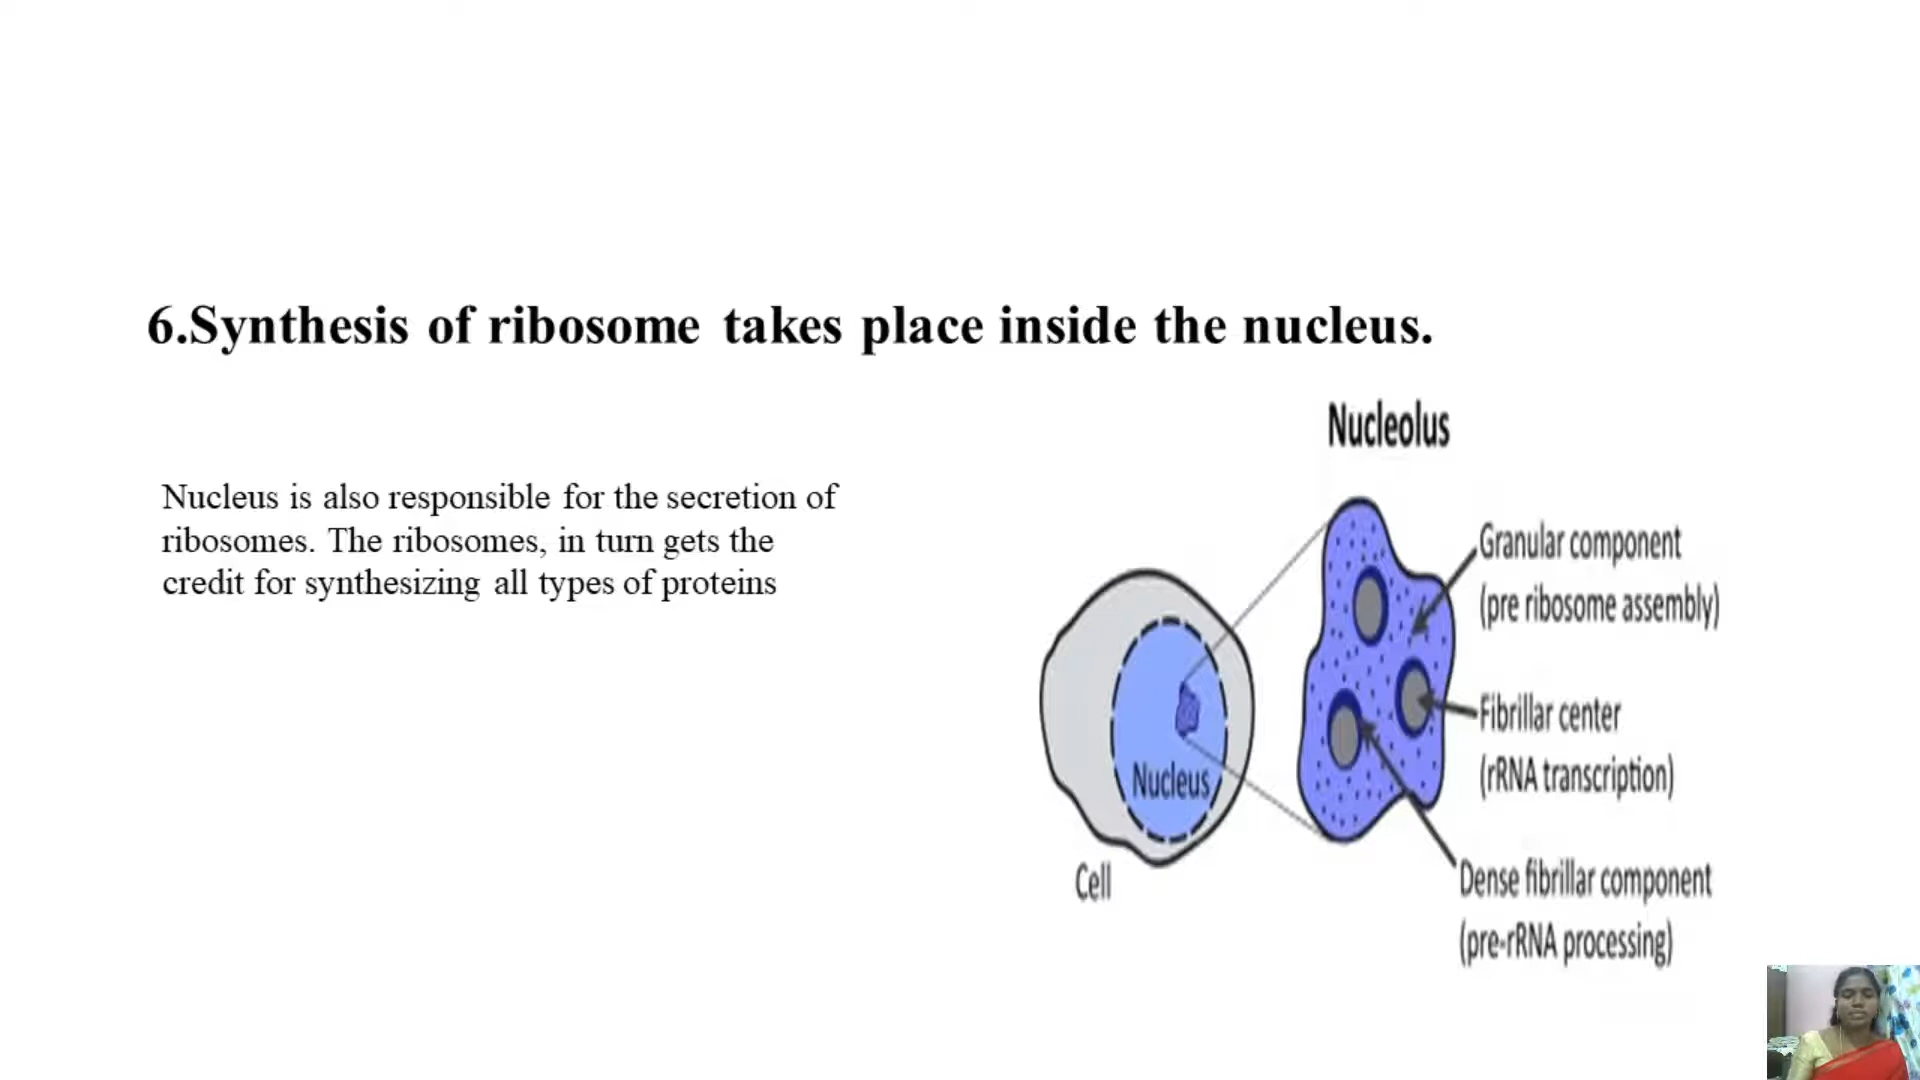 6.Synthesis of ribosome takes place inside the nucleus.
Nucleus is also responsible for the secretion of
ribosomes. The ribosomes, in turn gets the
credit for synthesizing all types of proteins
Nucleolus
Granular component
(pre ribosome assembly)
Fibrillar center
(rRNA transcription)
Nucleus
Cell
Dense fibrillar component
(pre-rRNA processing)